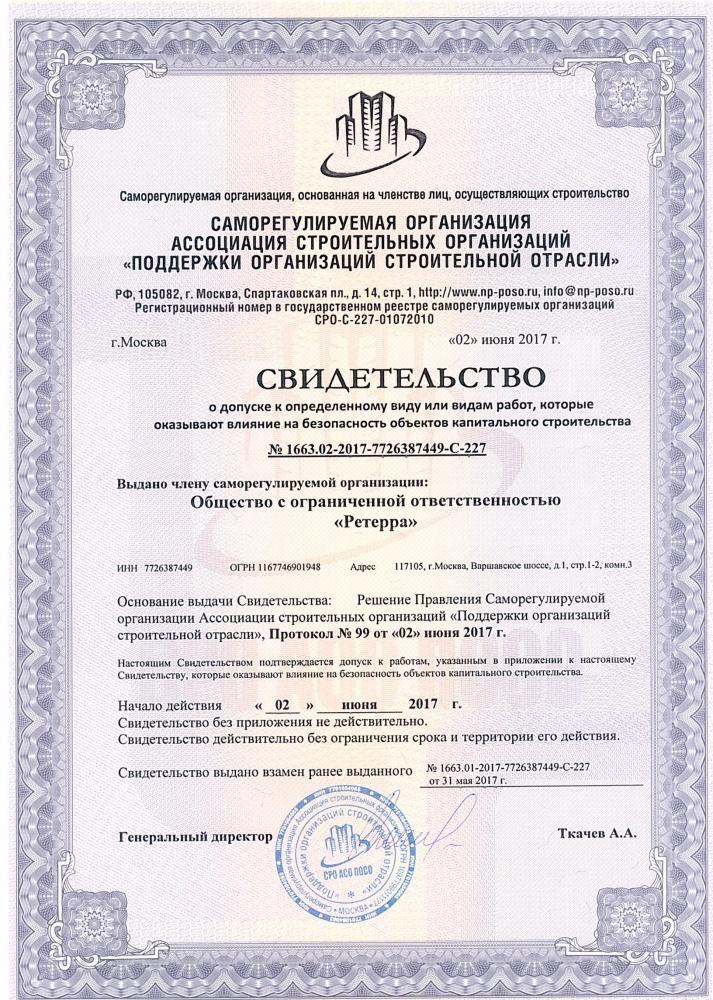 Саморегулируемая организация, основанная на членстве лиц, осуществляющих строительство
САМОРЕГУЛИРУЕМАЯ ОРГАНИЗАЦИЯ
АССОЦИАЦИЯ СТРОИТЕЛЬНЫХ ОРГАНИЗАЦИЙ
«ПОДДЕРЖКИ ОРГАНИЗАЦИЙ СТРОИТЕЛЬНОЙ ОТРАСЛИ»
РФ, 105082, г. Москва, Спартаковская пл., д. 14, стр. 1, http://www.np-poso.ru, info@np-poso.ru
Регистрационный номер в государственном реестре саморегулируемых организаций
СРО-С-227-01072010
г.Москва «02» июня 2017 г.
СВИДЕТЕЛЬСТВО
о допуске к определенному виду или видам работ, которые
оказывают влияние на безопасность объектов капитального строительства
№ 1663.02-2017-7726387449-С-227
Выдано члену саморегулируемой организации:
Общество с ограниченной ответственностью
«Ретерра»
ИНН 7726387449 ОГРН 1167746901948 Адрес 117105, г.Москва, Варшавское шоссе, д.1, стр.1-2, комн.3
Основание выдачи Свидетельства: Решение Правления Саморегулируемой
организации Ассоциации строительных организаций «Поддержки организаций
строительной отрасли», Протокол № 99 от «02» июня 2017 г.
Настоящим Свидетельством подтверждается допуск к работам, указанным в приложении к настоящему
Свидетельству, которые оказывают влияние на безопасность объектов капитального строительства.
Начало действия « 02 » июня 2017 г.
Свидетельство без приложения не действительно.
Свидетельство действительно без ограничения срока и территории его действия.
Свидетельство выдано взамен ранее выданного № 1663.01-2017-7726387449-С-227
от 31 мая 2017 г.
Генеральный директор Ткачев А.А.
Саморегулируемая организация Ассоциация строительных организаций
«Поддержки организаций строительной отрасли»
СРО АСО ПОСО
* МОСКВА *